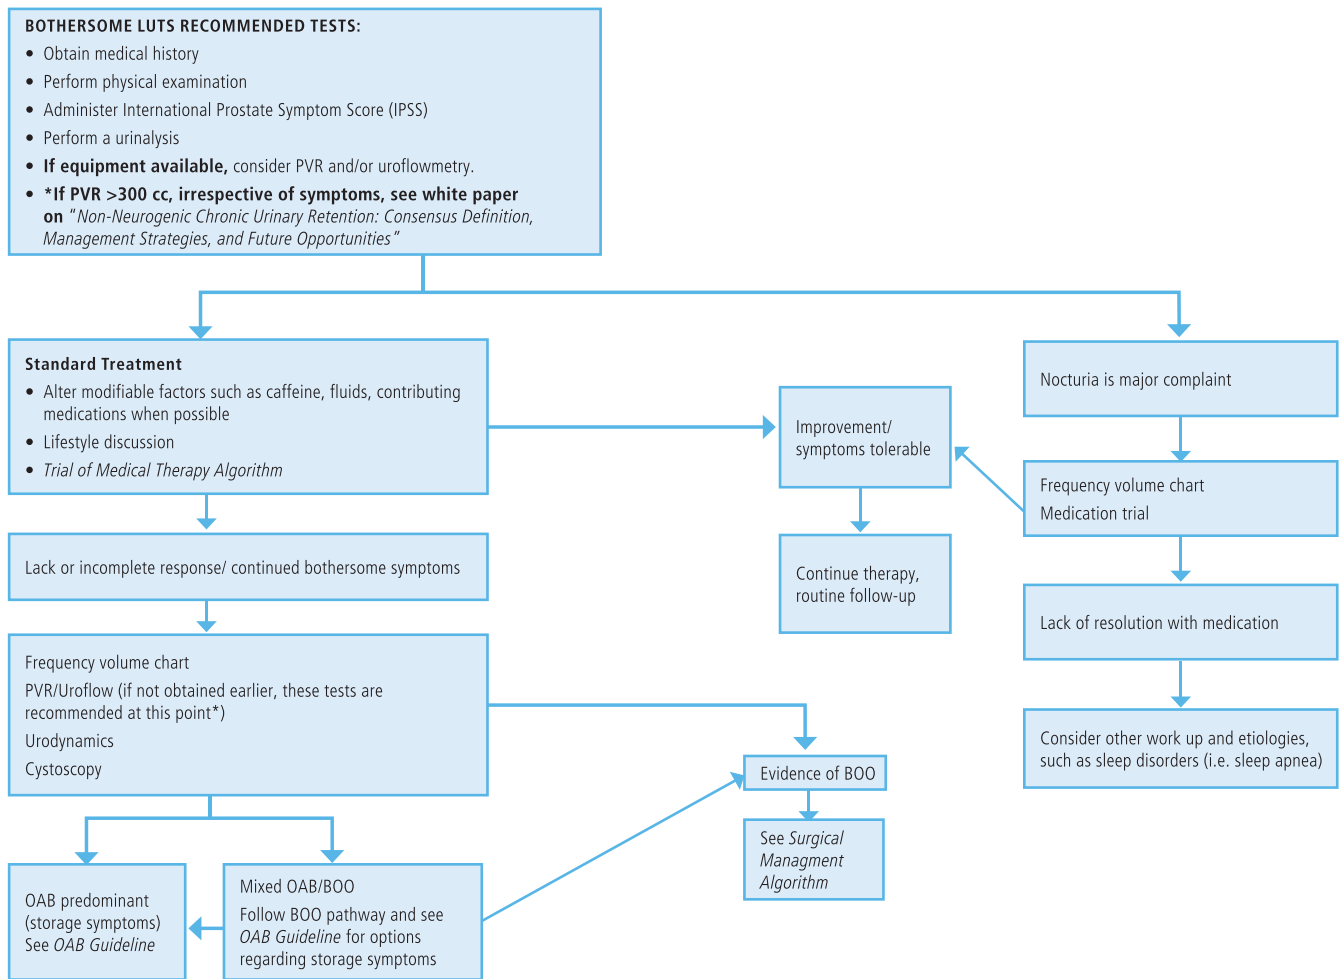 BOTHERSOME LUTS RECOMMENDED TESTS:
• Obtain medical history
• Perform physical examination
• Administer International Prostate Symptom Score (IPSS)
• Perform a urinalysis
• If equipment available, consider PVR and/or uroflowmetry.
• *If PVR >300 cc, irrespective of symptoms, see white paper
on "Non-Neurogenic Chronic Urinary Retention: Consensus Definition,
Management Strategies, and Future Opportunities"
Standard Treatment
• Alter modifiable factors such as caffeine, fluids, contributing
medications when possible
• Lifestyle discussion
• Trial of Medical Therapy Algorithm
Improvement/
symptoms tolerable
Nocturia is major complaint
Frequency volume chart
Medication trial
Lack or incomplete response/ continued bothersome symptoms
Continue therapy,
routine follow-up
Lack of resolution with medication
Frequency volume chart
PVR/Uroflow (if not obtained earlier, these tests are
recommended at this point*)
Urodynamics
Cystoscopy
Evidence of BOO
Consider other work up and etiologies,
such as sleep disorders (i.e. sleep apnea)
See Surgical
Managment
Algorithm
OAB predominant
(storage symptoms)
See OAB Guideline
Mixed OAB/BOO
Follow BOO pathway and see
OAB Guideline for options
regarding storage symptoms